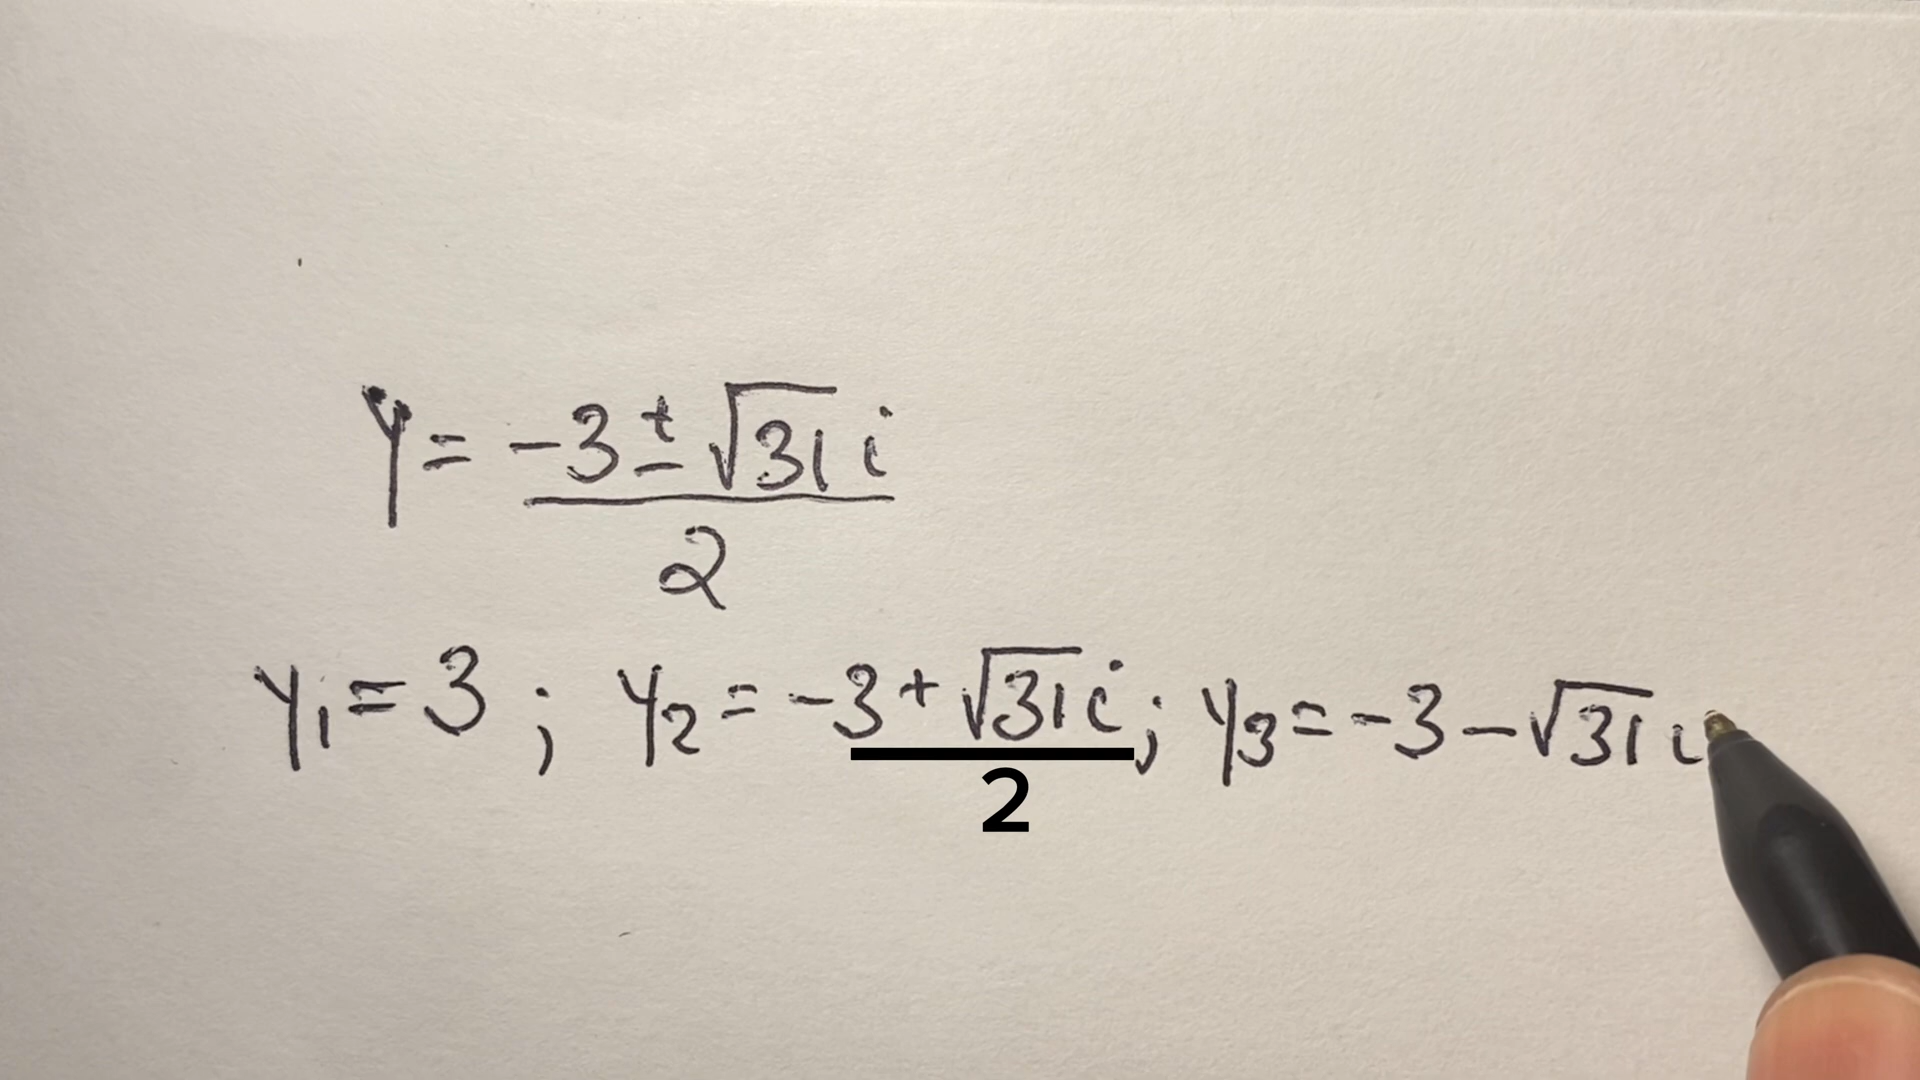 y = -3 ± √31 i
2
y₁ = 3 ; y₂ = -3 + √31 i ; y₃ = -3 - √31 i
2